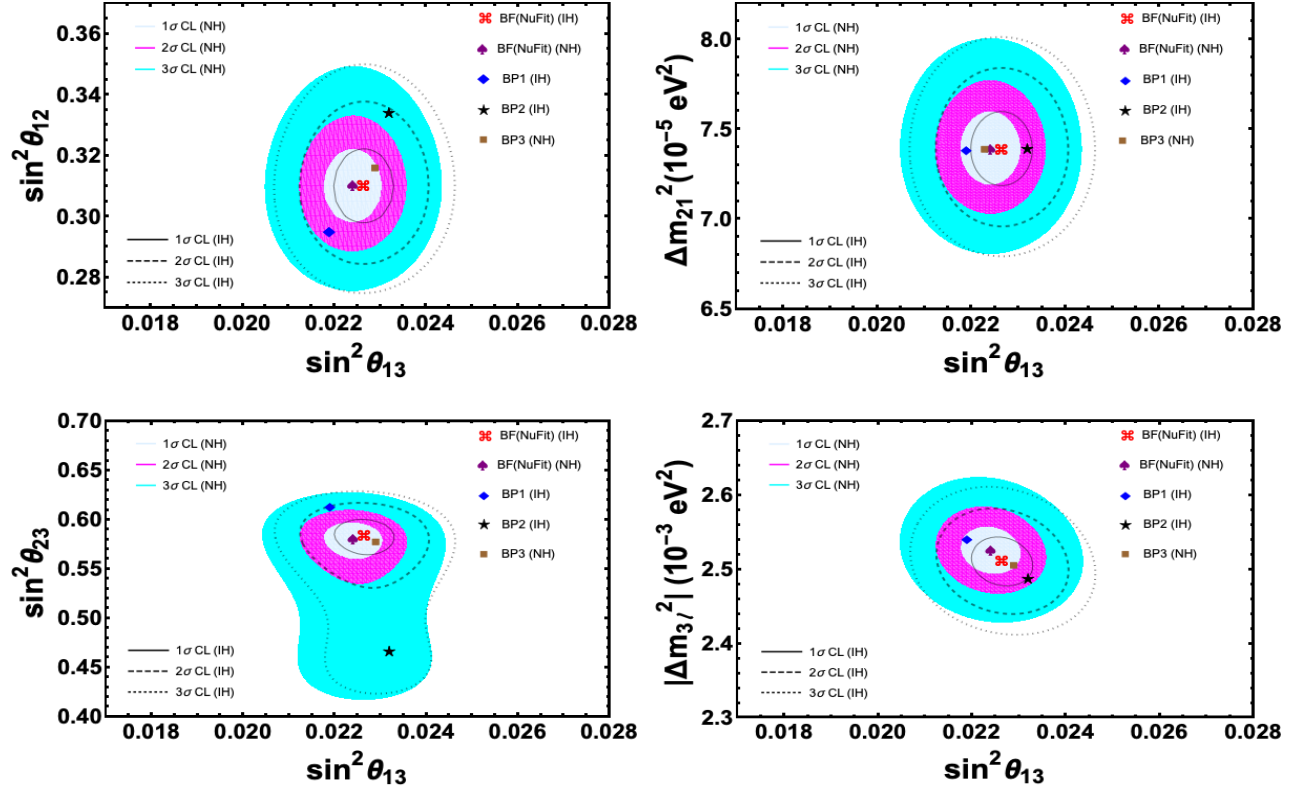 0.36
0.34
0.32
0.30
0.28
sin²θ₁₂
1σ CL (NH)
2σ CL (NH)
3σ CL (NH)
BF(NuFit) (IH)
BF(NuFit) (NH)
BP1 (IH)
BP2 (IH)
BP3 (NH)
1σ CL (IH)
2σ CL (IH)
3σ CL (IH)
0.018 0.020 0.022 0.024 0.026 0.028
sin²θ₁₃
8.0
7.5
7.0
6.5
Δm₂₁² (10⁻⁵ eV²)
1σ CL (NH)
2σ CL (NH)
3σ CL (NH)
BF(NuFit) (IH)
BF(NuFit) (NH)
BP1 (IH)
BP2 (IH)
BP3 (NH)
1σ CL (IH)
2σ CL (IH)
3σ CL (IH)
0.018 0.020 0.022 0.024 0.026 0.028
sin²θ₁₃
0.70
0.65
0.60
0.55
0.50
0.45
0.40
sin²θ₂₃
1σ CL (NH)
2σ CL (NH)
3σ CL (NH)
BF(NuFit) (IH)
BF(NuFit) (NH)
BP1 (IH)
BP2 (IH)
BP3 (NH)
1σ CL (IH)
2σ CL (IH)
3σ CL (IH)
0.018 0.020 0.022 0.024 0.026 0.028
sin²θ₁₃
2.7
2.6
2.5
2.4
2.3
|Δm₃ₗ²| (10⁻³ eV²)
1σ CL (NH)
2σ CL (NH)
3σ CL (NH)
BF(NuFit) (IH)
BF(NuFit) (NH)
BP1 (IH)
BP2 (IH)
BP3 (NH)
1σ CL (IH)
2σ CL (IH)
3σ CL (IH)
0.018 0.020 0.022 0.024 0.026 0.028
sin²θ₁₃